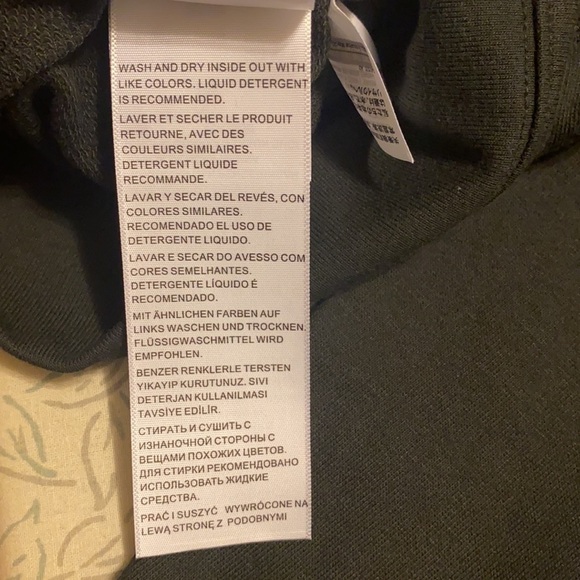 WASH AND DRY INSIDE OUT WITH
LIKE COLORS. LIQUID DETERGENT
IS RECOMMENDED.
LAVER ET SECHER LE PRODUIT
RETOURNE, AVEC DES
COULEURS SIMILAIRES.
DETERGENT LIQUIDE
RECOMMANDE.
LAVAR Y SECAR DEL REVÉS, CON
COLORES SIMILARES.
RECOMENDADO EL USO DE
DETERGENTE LIQUIDO.
LAVAR E SECAR DO AVESSO COM
CORES SEMELHANTES.
DETERGENTE LÍQUIDO É
RECOMENDADO.
MIT ÄHNLICHEN FARBEN AUF
LINKS WASCHEN UND TROCKNEN.
FLÜSSIGWASCHMITTEL WIRD
EMPFOHLEN.
BENZER RENKLERLE TERSTEN
YIKAYIP KURUTUNUZ. SIVI
DETERJAN KULLANILMASI
TAVSİYE EDİLİR.
СТИРАТЬ И СУШИТЬ С
ИЗНАНОЧНОЙ СТОРОНЫ С
ВЕЩАМИ ПОХОЖИХ ЦВЕТОВ.
ДЛЯ СТИРКИ РЕКОМЕНДОВАНО
ИСПОЛЬЗОВАТЬ ЖИДКИЕ
СРЕДСТВА.
PRAĆ I SUSZYĆ WYWRÓCONE NA
LEWĄ STRONĘ Z PODOBNYMI